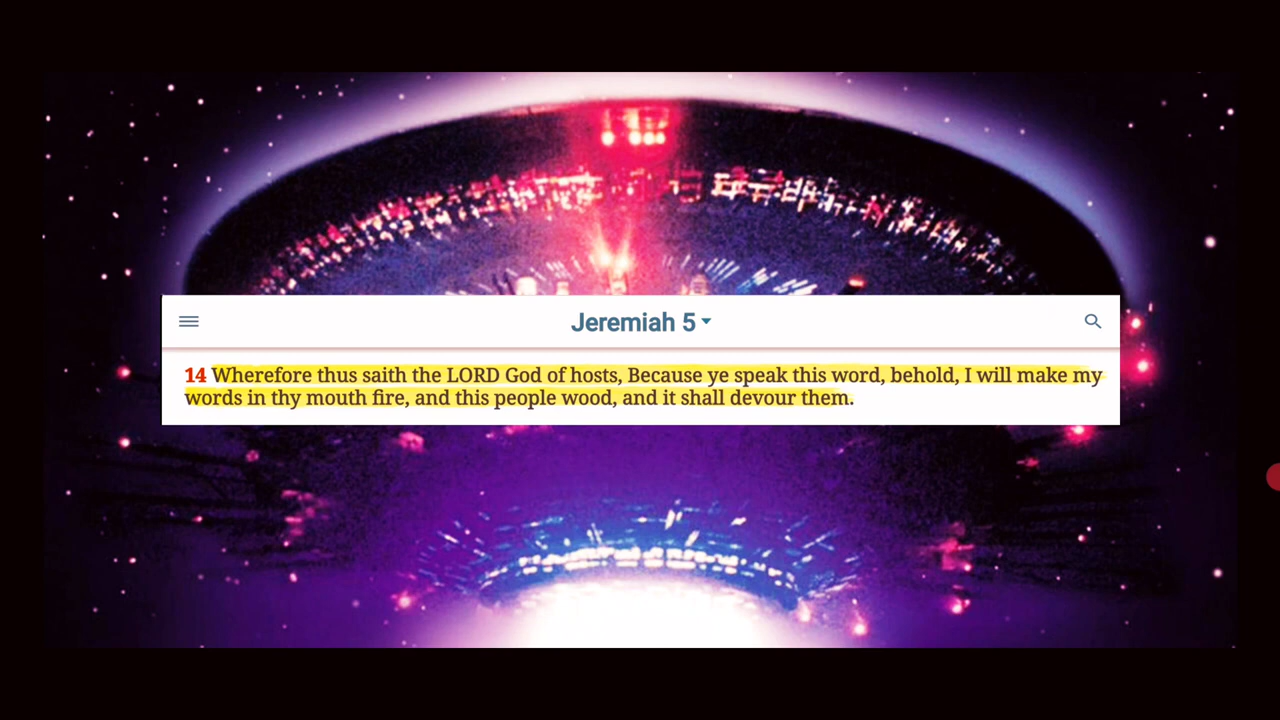 Jeremiah 5
14 Wherefore thus saith the LORD God of hosts, Because ye speak this word, behold, I will make my
words in thy mouth fire, and this people wood, and it shall devour them.